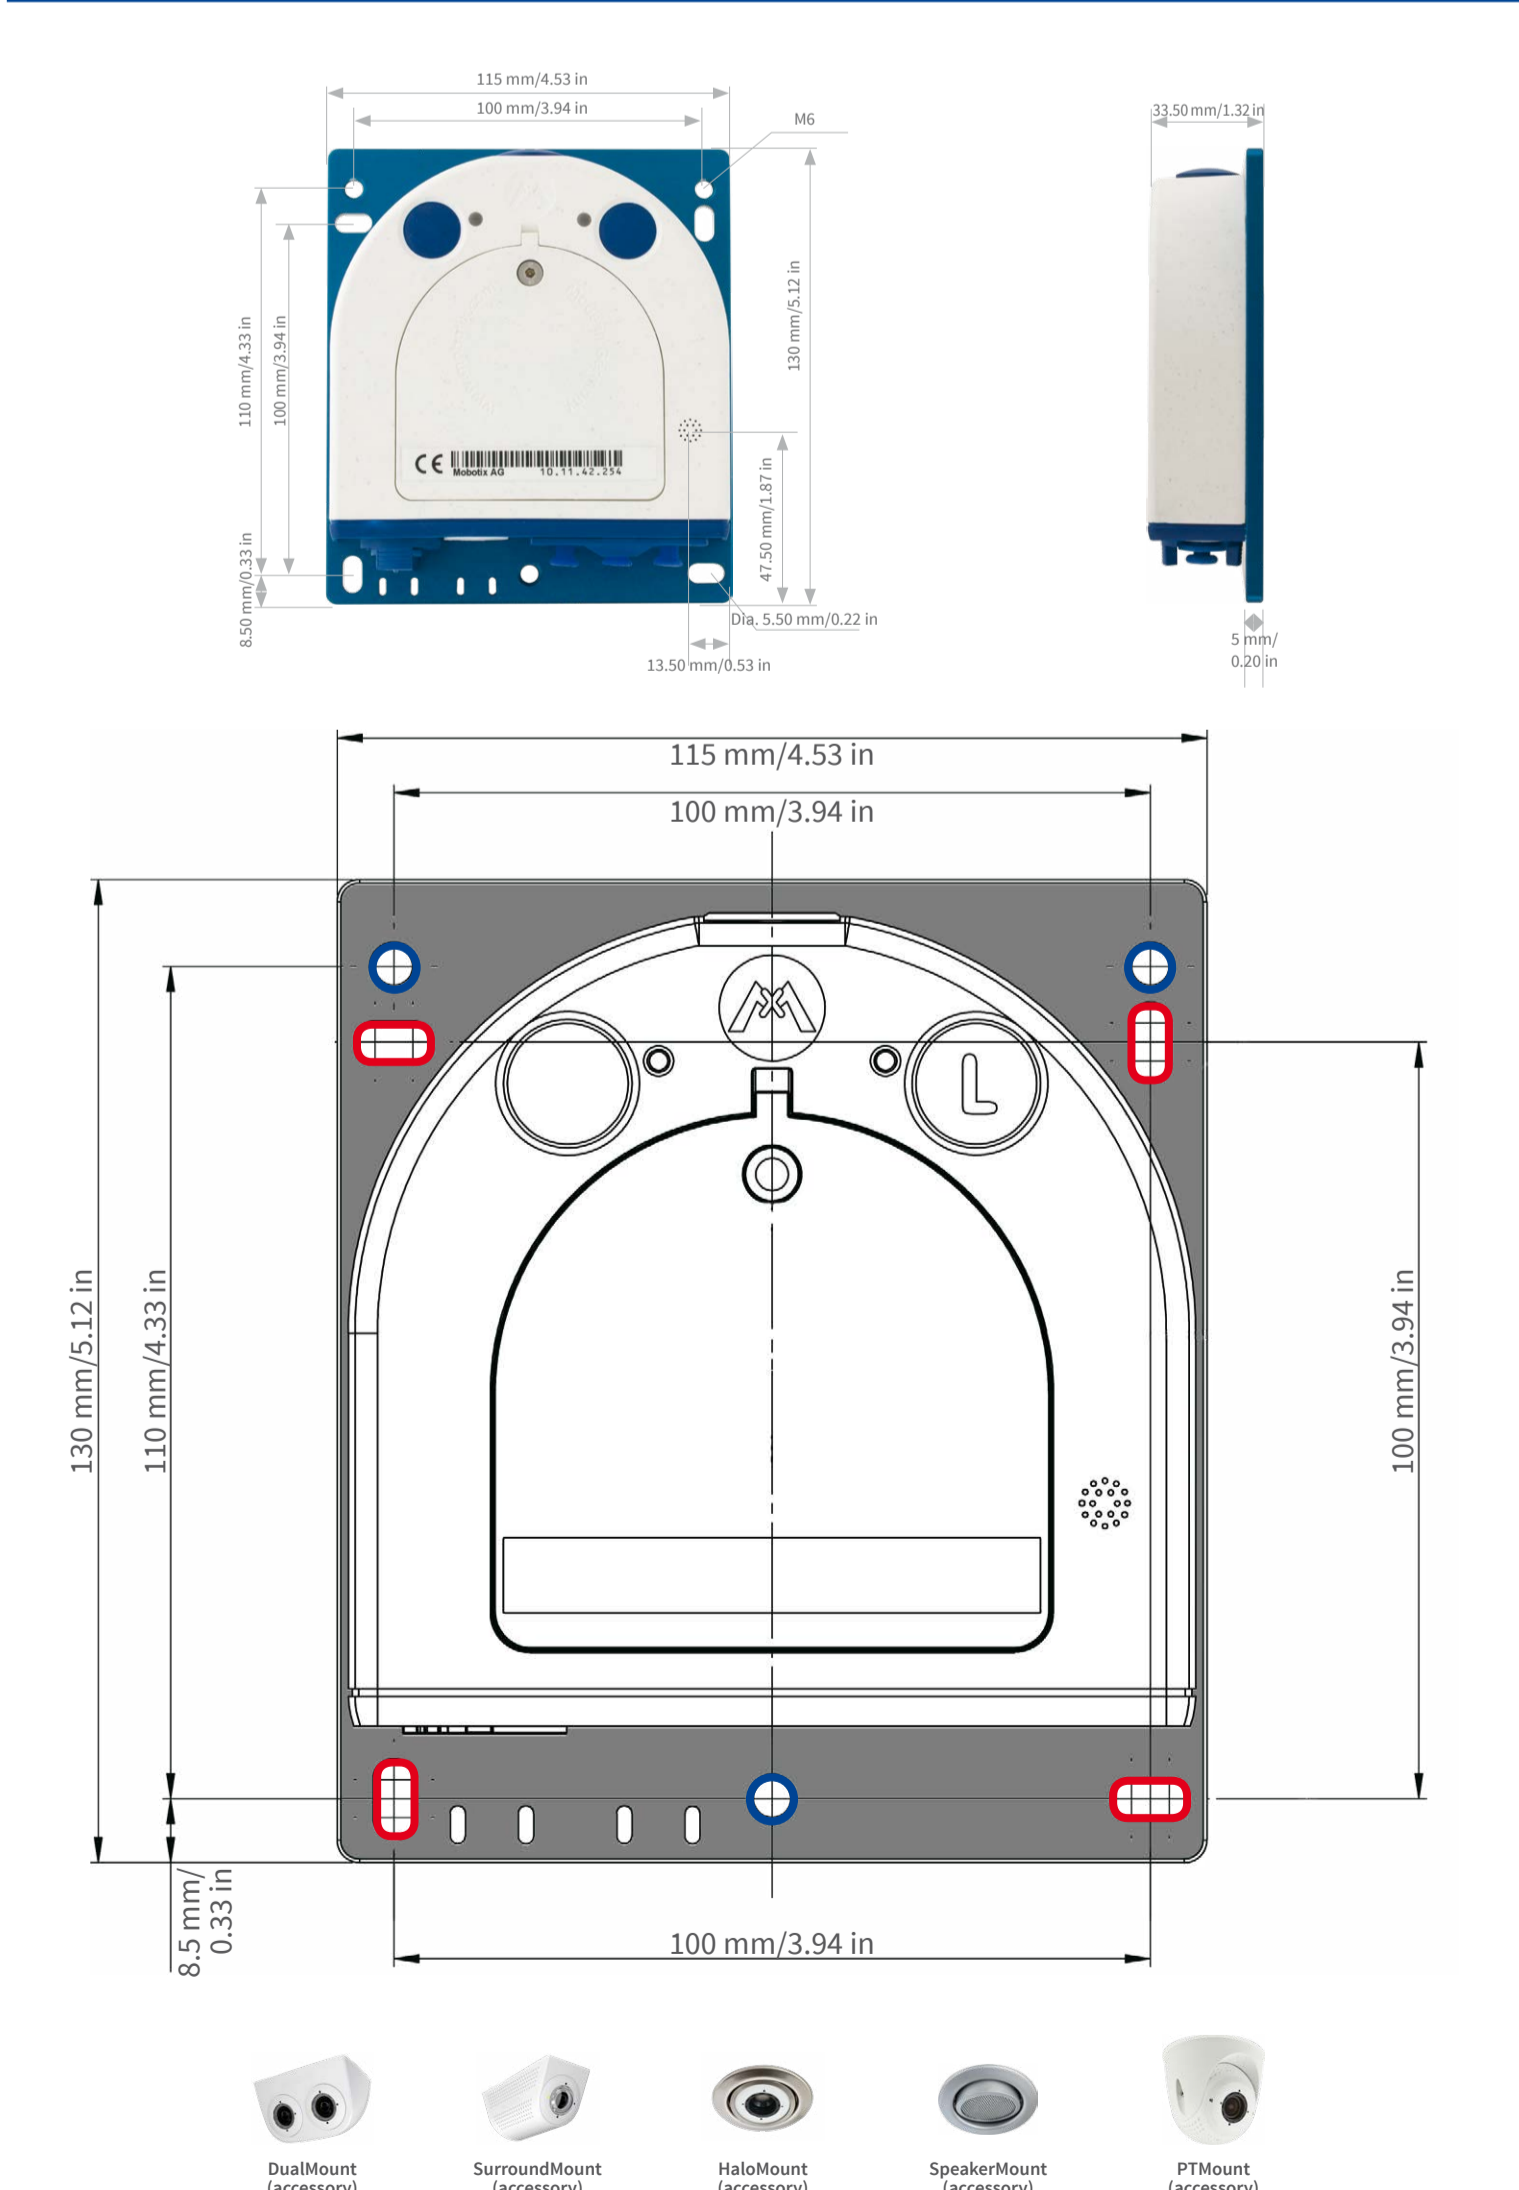 115 mm/4.53 in
100 mm/3.94 in
M6
33.50 mm/1.32 in
110 mm/4.33 in
100 mm/3.94 in
130 mm/5.12 in
47.50 mm/1.87 in
8.50 mm/0.33 in
CE
Mobotix AG 10.11.42.254
Dia. 5.50 mm/0.22 in
13.50 mm/0.53 in
5 mm/
0.20 in
115 mm/4.53 in
100 mm/3.94 in
L
130 mm/5.12 in
110 mm/4.33 in
100 mm/3.94 in
8.5 mm/
0.33 in
100 mm/3.94 in
DualMount
(accessory)
SurroundMount
(accessory)
HaloMount
(accessory)
SpeakerMount
(accessory)
PTMount
(accessory)